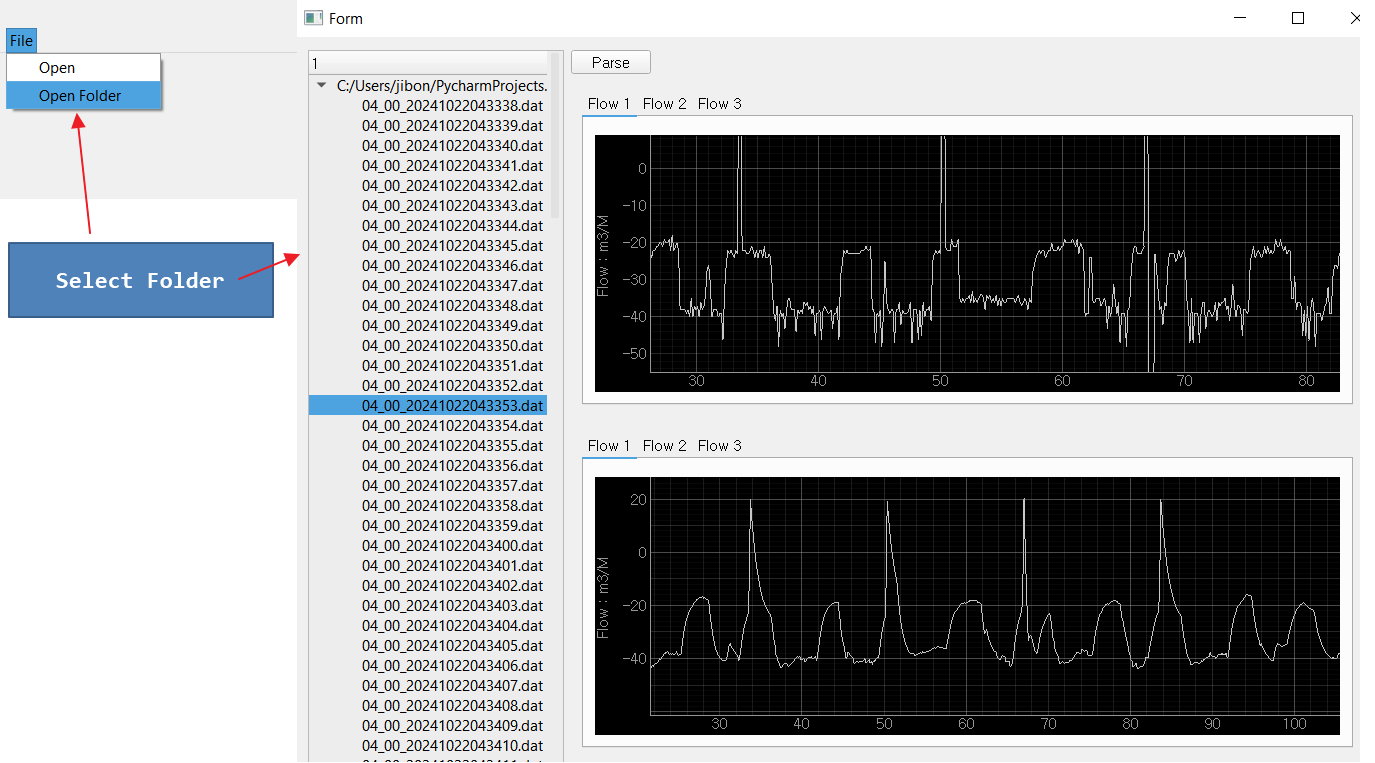 File
Open
Open Folder
Select Folder
Form
1
C:/Users/jibon/PycharmProjects.
04_00_20241022043338.dat
04_00_20241022043339.dat
04_00_20241022043340.dat
04_00_20241022043341.dat
04_00_20241022043342.dat
04_00_20241022043343.dat
04_00_20241022043344.dat
04_00_20241022043345.dat
04_00_20241022043346.dat
04_00_20241022043347.dat
04_00_20241022043348.dat
04_00_20241022043349.dat
04_00_20241022043350.dat
04_00_20241022043351.dat
04_00_20241022043352.dat
04_00_20241022043353.dat
04_00_20241022043354.dat
04_00_20241022043355.dat
04_00_20241022043356.dat
04_00_20241022043357.dat
04_00_20241022043358.dat
04_00_20241022043359.dat
04_00_20241022043400.dat
04_00_20241022043401.dat
04_00_20241022043402.dat
04_00_20241022043403.dat
04_00_20241022043404.dat
04_00_20241022043405.dat
04_00_20241022043406.dat
04_00_20241022043407.dat
04_00_20241022043408.dat
04_00_20241022043409.dat
04_00_20241022043410.dat
Parse
Flow 1 Flow 2 Flow 3
Flow : m3/M
0
−10
−20
−30
−40
−50
30 40 50 60 70 80
Flow 1 Flow 2 Flow 3
Flow : m3/M
20
0
−20
−40
30 40 50 60 70 80 90 100